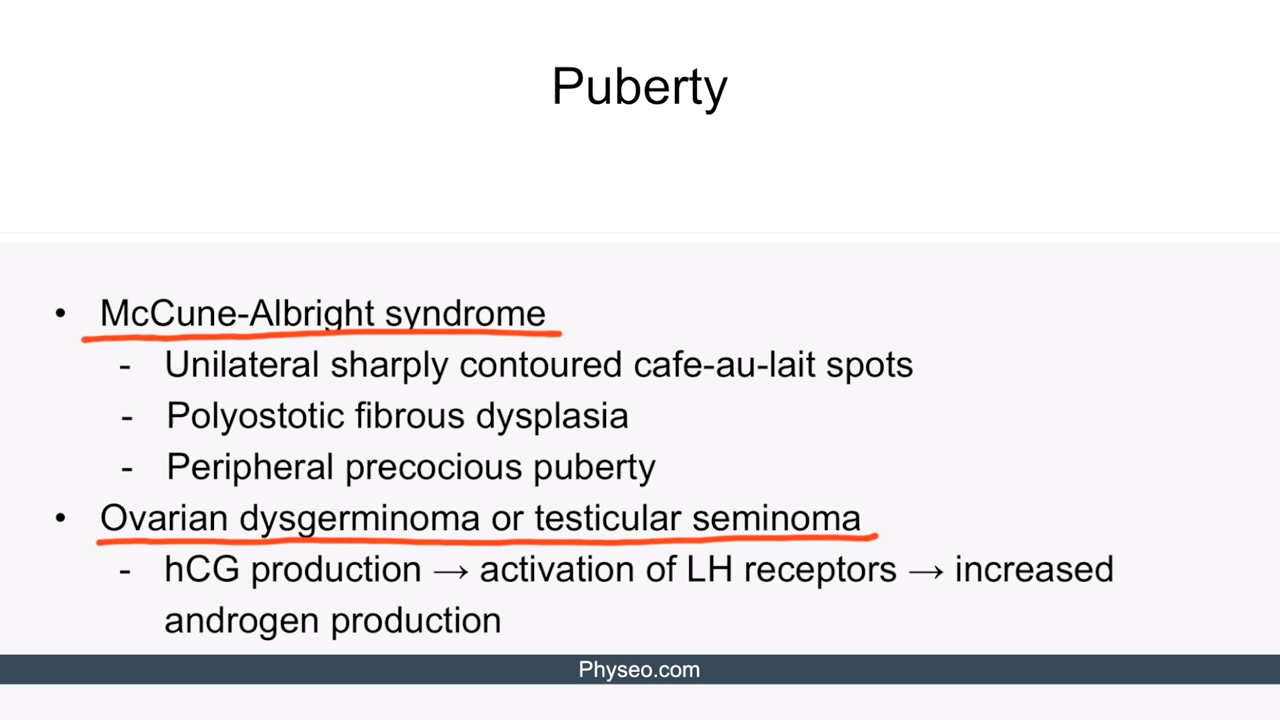 Puberty
• McCune-Albright syndrome
- Unilateral sharply contoured cafe-au-lait spots
- Polyostotic fibrous dysplasia
- Peripheral precocious puberty
• Ovarian dysgerminoma or testicular seminoma
- hCG production → activation of LH receptors → increased
androgen production
Physeo.com